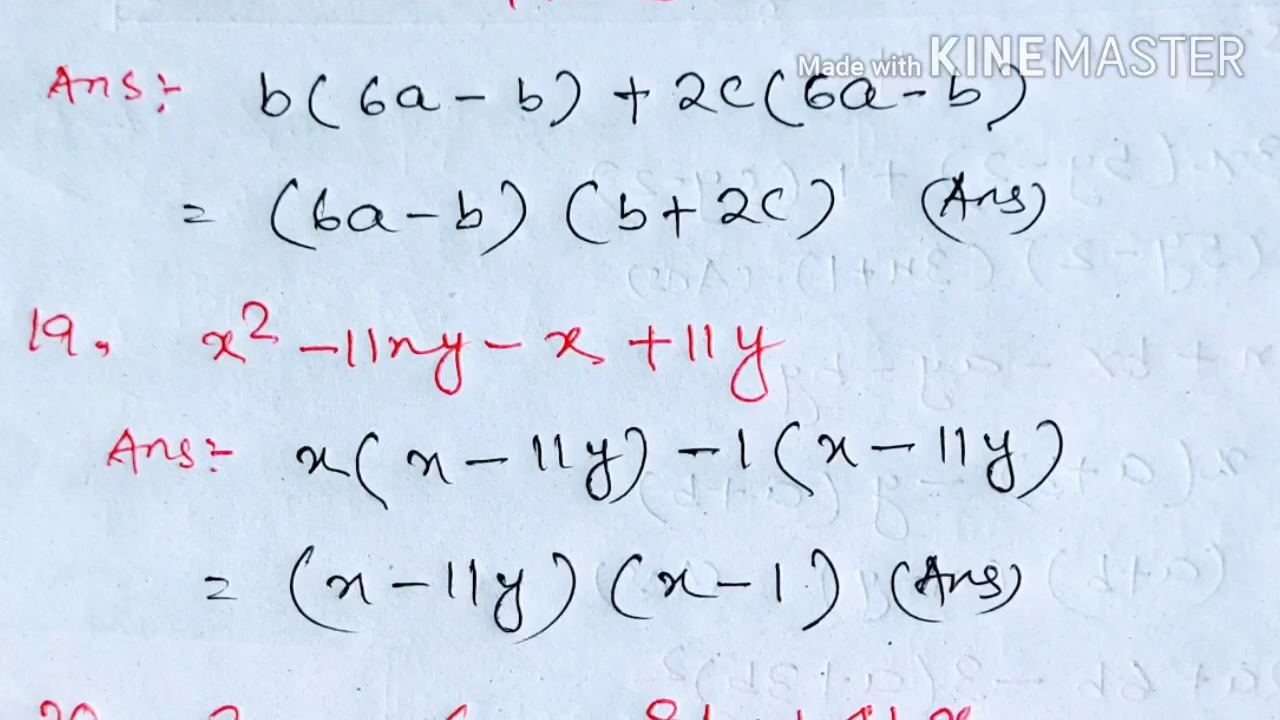 Made with KINEMASTER
Ans:- b(6a - b) + 2c(6a - b)
= (6a - b) (b + 2c) (Ans)
19. x² - 11xy - x + 11y
Ans:- x(x - 11y) - 1(x - 11y)
= (x - 11y) (x - 1) (Ans)